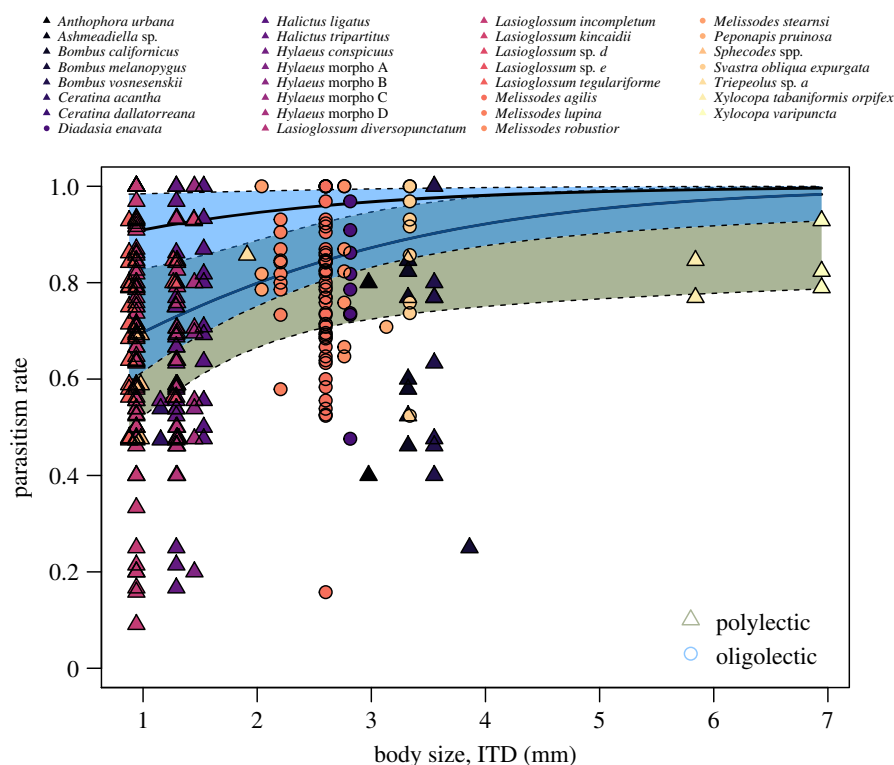 Anthophora urbana
Ashmeadiella sp.
Bombus californicus
Bombus melanopygus
Bombus vosnesenskii
Ceratina acantha
Ceratina dallatorreana
Diadasia enavata
Halictus ligatus
Halictus tripartitus
Hylaeus conspicuus
Hylaeus morpho A
Hylaeus morpho B
Hylaeus morpho C
Hylaeus morpho D
Lasioglossum diversopunctatum
Lasioglossum incompletum
Lasioglossum kincaidii
Lasioglossum sp. d
Lasioglossum sp. e
Lasioglossum tegulariforme
Melissodes agilis
Melissodes lupina
Melissodes robustior
Melissodes stearnsi
Peponapis pruinosa
Sphecodes spp.
Svastra obliqua expurgata
Triepeolus sp. a
Xylocopa tabaniformis orpifex
Xylocopa varipuncta
1.0
0.8
0.6
0.4
0.2
0
parasitism rate
polylectic
oligolectic
1 2 3 4 5 6 7
body size, ITD (mm)